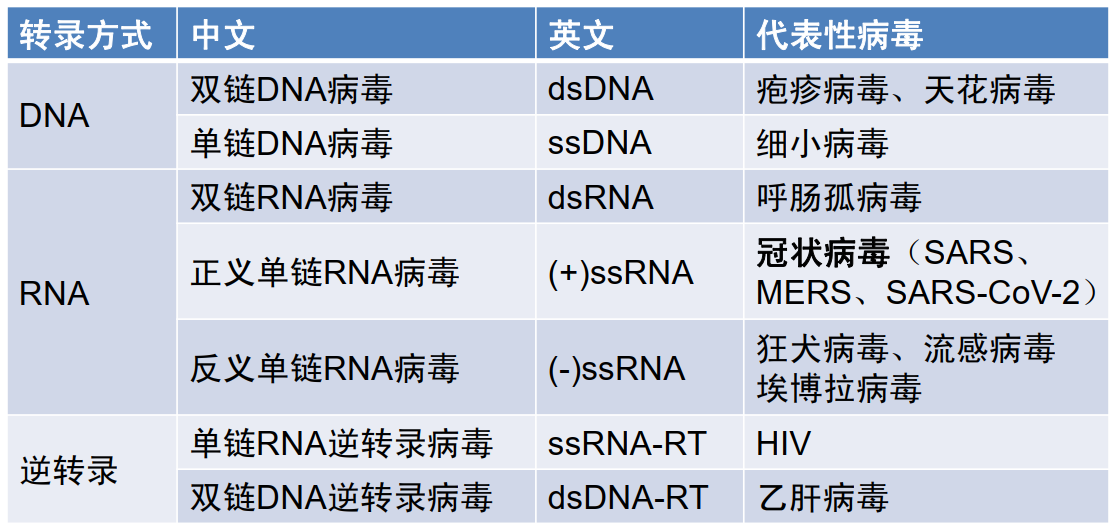 转录方式 中文 英文 代表性病毒
DNA
双链DNA病毒 dsDNA 疱疹病毒、天花病毒
单链DNA病毒 ssDNA 细小病毒
RNA
双链RNA病毒 dsRNA 呼肠孤病毒
正义单链RNA病毒 (+)ssRNA 冠状病毒（SARS、
MERS、SARS-CoV-2）
反义单链RNA病毒 (-)ssRNA 狂犬病毒、流感病毒
埃博拉病毒
逆转录
单链RNA逆转录病毒 ssRNA-RT HIV
双链DNA逆转录病毒 dsDNA-RT 乙肝病毒